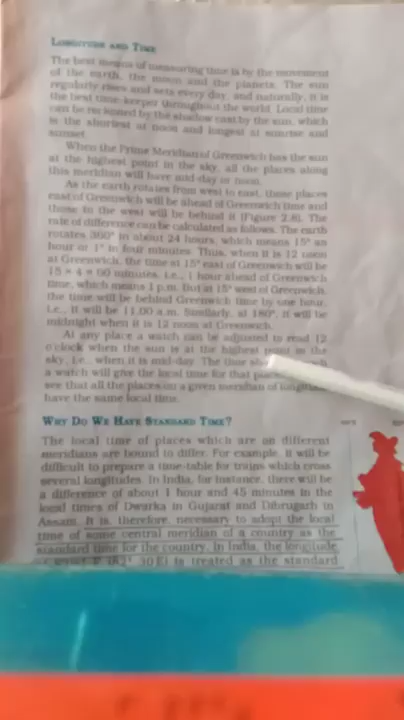 LONGITUDE AND TIME
The best means of measuring time is by the movement
of the earth, the moon and the planets. The sun
regularly rises and sets every day, and naturally, it is
the best time-keeper throughout the world. Local time
can be reckoned by the shadow cast by the sun, which
is the shortest at noon and longest at sunrise and
sunset.
When the Prime Meridian of Greenwich has the sun
at the highest point in the sky, all the places along
this meridian will have mid-day or noon.
As the earth rotates from west to east, those places
east of Greenwich will be ahead of Greenwich time and
those to the west will be behind it (Figure 2.8). The
rate of difference can be calculated as follows. The earth
rotates 360° in about 24 hours, which means 15° an
hour or 1° in four minutes. Thus, when it is 12 noon
at Greenwich, the time at 15° east of Greenwich will be
15 × 4 = 60 minutes, i.e., 1 hour ahead of Greenwich
time, which means 1 p.m. But at 15° west of Greenwich,
the time will be behind Greenwich time by one hour,
i.e., it will be 11.00 a.m. Similarly, at 180°, it will be
midnight when it is 12 noon at Greenwich.
At any place a watch can be adjusted to read 12
o'clock when the sun is at the highest point in the
sky, i.e., when it is mid-day. The time
a watch will give the local time for that
see that all the places on a given meridian of
have the same local time.
WHY DO WE HAVE STANDARD TIME?
The local time of places which are on different
meridians are bound to differ. For example, it will be
difficult to prepare a time-table for trains which cross
several longitudes. In India, for instance, there will be
a difference of about 1 hour and 45 minutes in the
local times of Dwarka in Gujarat and Dibrugarh in
Assam. It is, therefore, necessary to adopt the local
time of some central meridian of a country as the
standard time for the country. In India, the longitude
(82° 30'E) is treated as the standard